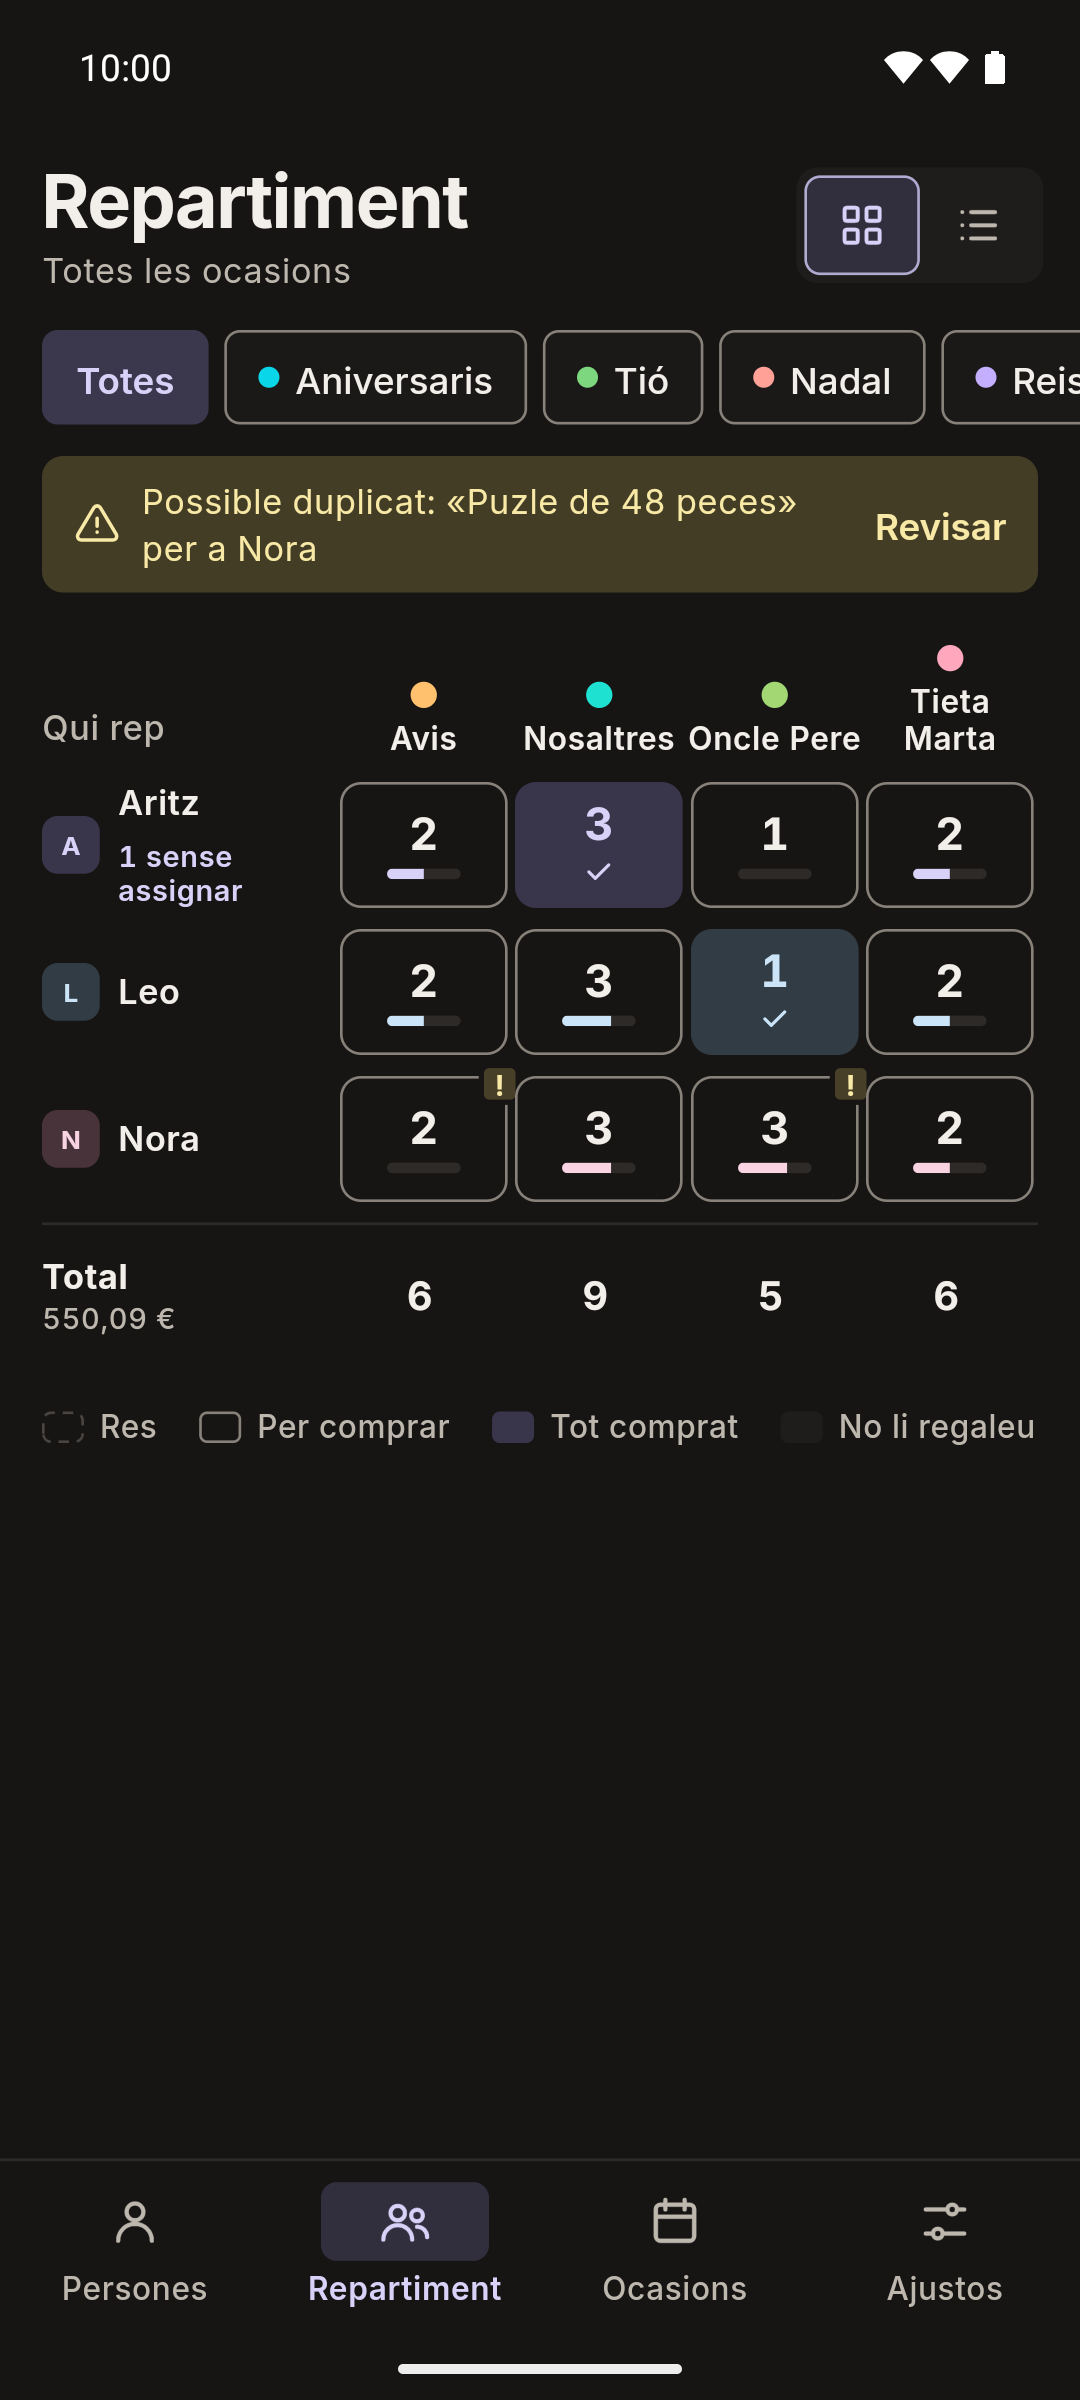 10:00
Repartiment
Totes les ocasions
Totes
Aniversaris
Tió
Nadal
Reis
Possible duplicat: «Puzle de 48 peces»
per a Nora
Revisar
Qui rep
Avis
Nosaltres
Oncle Pere
Tieta
Marta
A
Aritz
1 sense
assignar
2
3
1
2
L
Leo
2
3
1
2
N
Nora
2
!
3
3
!
2
Total
550,09 €
6
9
5
6
Res
Per comprar
Tot comprat
No li regaleu
Persones
Repartiment
Ocasions
Ajustos